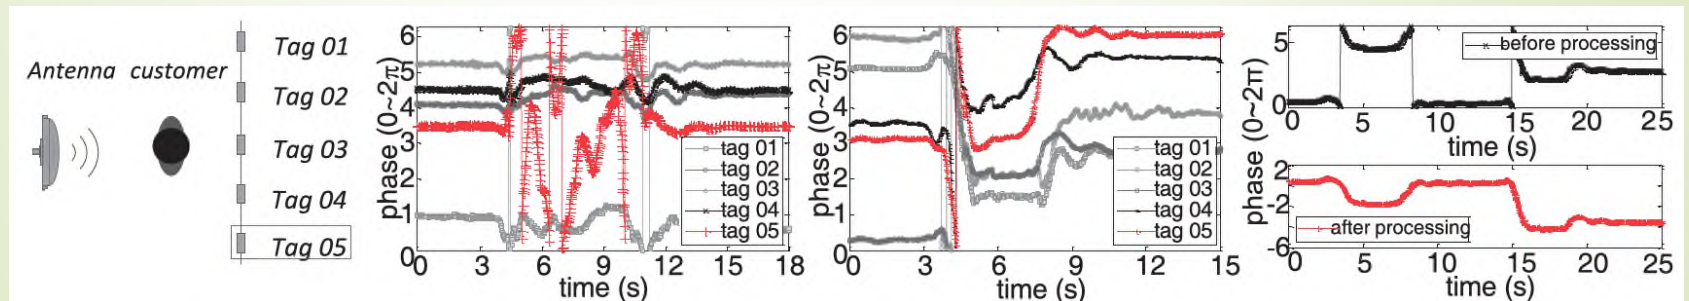 Antenna customer
Tag 01
Tag 02
Tag 03
Tag 04
Tag 05
phase (0~2π)
6
5
4
3
2
1
0
0 3 6 9 12 15 18
time (s)
tag 01
tag 02
tag 03
tag 04
tag 05
phase (0~2π)
6
5
4
3
2
1
0
0 3 6 9 12 15
time (s)
tag 01
tag 02
tag 03
tag 04
tag 05
phase (0~2π)
5
0
before processing
0 5 10 15 20 25
time (s)
2
-2
-6
after processing
0 5 10 15 20 25
time (s)